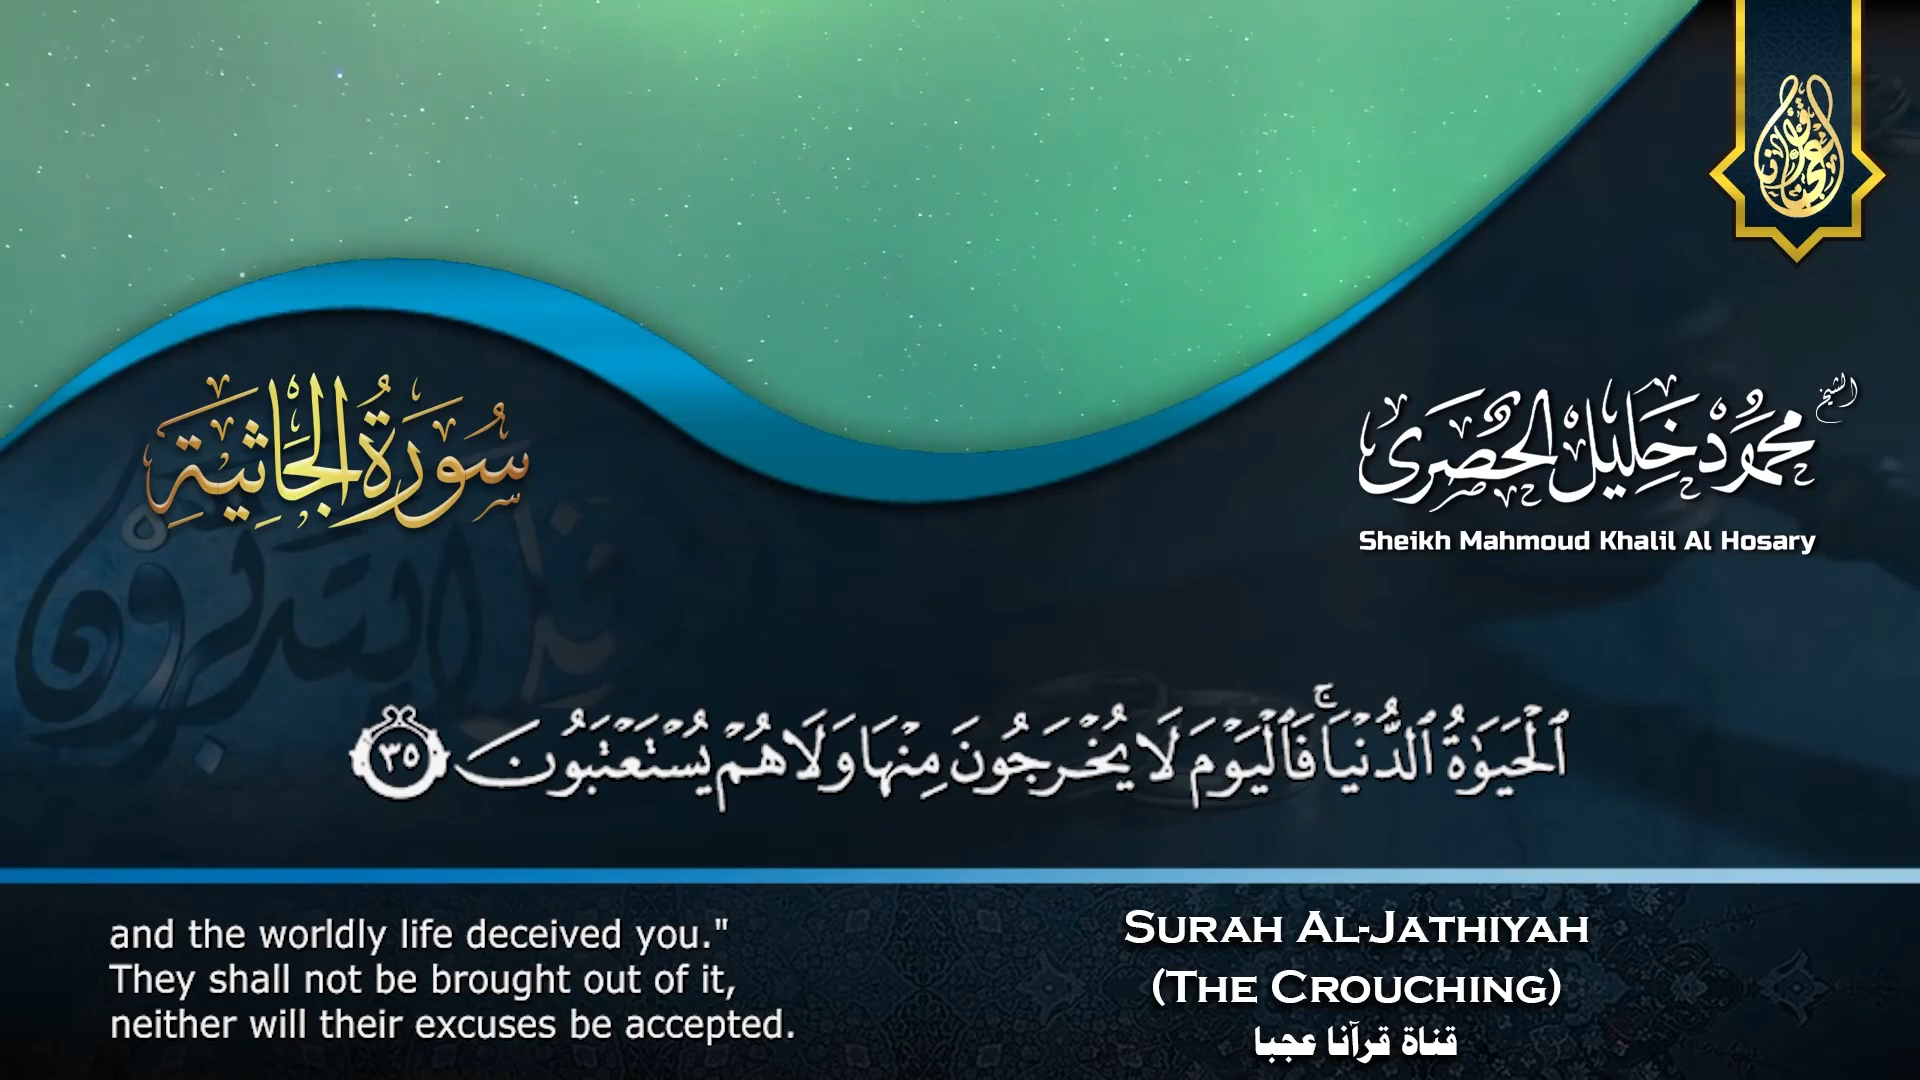 سُورَةُ الجَاثِيَةِ
الشيخ
محمود خليل الحصرى
Sheikh Mahmoud Khalil Al Hosary
ٱلْحَيَوٰةُ ٱلدُّنْيَا ۚ فَٱلْيَوْمَ لَا يُخْرَجُونَ مِنْهَا وَلَا هُمْ يُسْتَعْتَبُونَ ٣٥
and the worldly life deceived you."
They shall not be brought out of it,
neither will their excuses be accepted.
SURAH AL-JATHIYAH
(THE CROUCHING)
قناة قرآنا عجبا